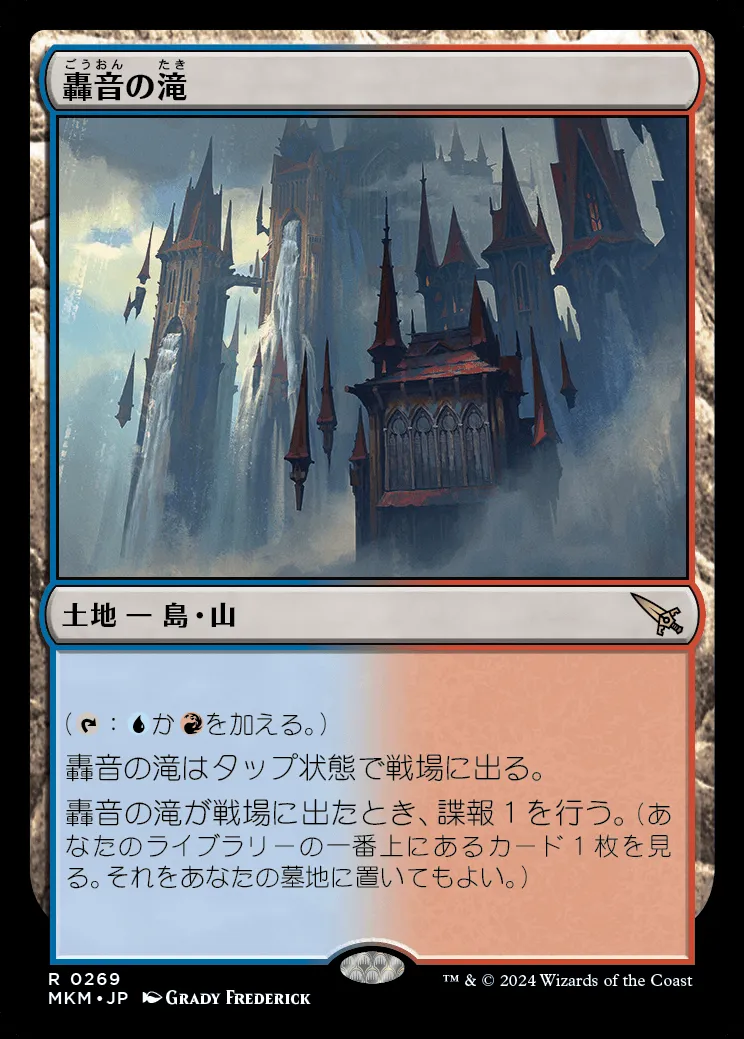 ごうおん たき
轟音の滝
土地 — 島・山
(:か を加える。)
轟音の滝はタップ状態で戦場に出る。
轟音の滝が戦場に出たとき、諜報1を行う。(あ
なたのライブラリーの一番上にあるカード1枚を見
る。それをあなたの墓地に置いてもよい。)
R 0269
MKM・JP GRADY FREDERICK
™ & © 2024 Wizards of the Coast